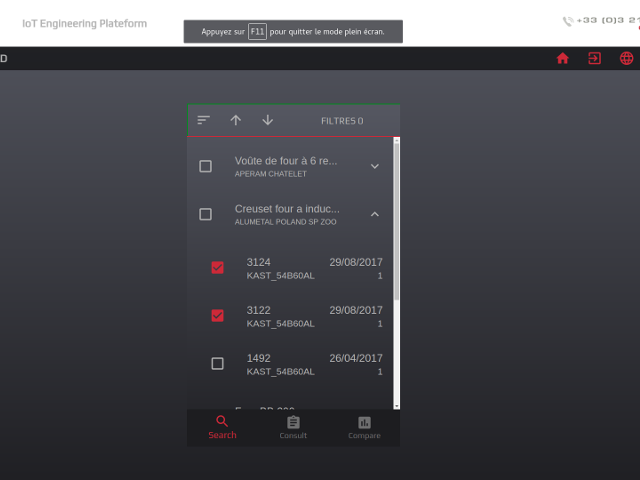 IoT Engineering Plateform
Appuyez sur F11 pour quitter le mode plein écran.
+33 (0)3 2
D
FILTRES 0
Voûte de four à 6 re...
APERAM CHATELET
Creuset four a induc...
ALUMETAL POLAND SP ZOO
3124 29/08/2017
KAST_54B60AL 1
3122 29/08/2017
KAST_54B60AL 1
1492 26/04/2017
KAST_54B60AL 1
Search Consult Compare